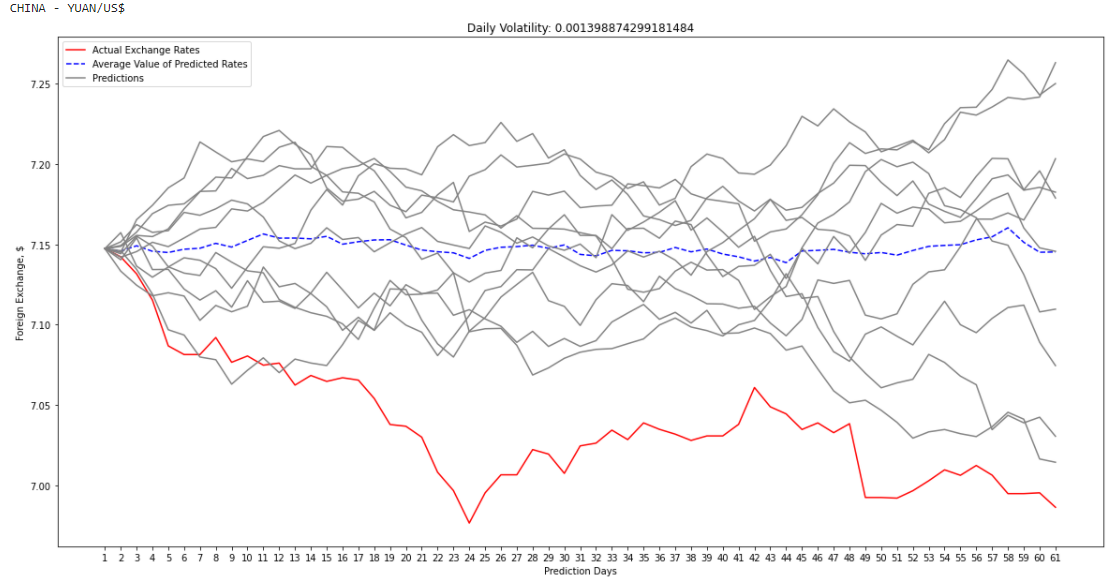 CHINA - YUAN/US$
Daily Volatility: 0.001398874299181484
Actual Exchange Rates
Average Value of Predicted Rates
Predictions
7.25
7.20
7.15
7.10
7.05
7.00
Foreign Exchange, $
1 2 3 4 5 6 7 8 9 10 11 12 13 14 15 16 17 18 19 20 21 22 23 24 25 26 27 28 29 30 31 32 33 34 35 36 37 38 39 40 41 42 43 44 45 46 47 48 49 50 51 52 53 54 55 56 57 58 59 60 61
Prediction Days